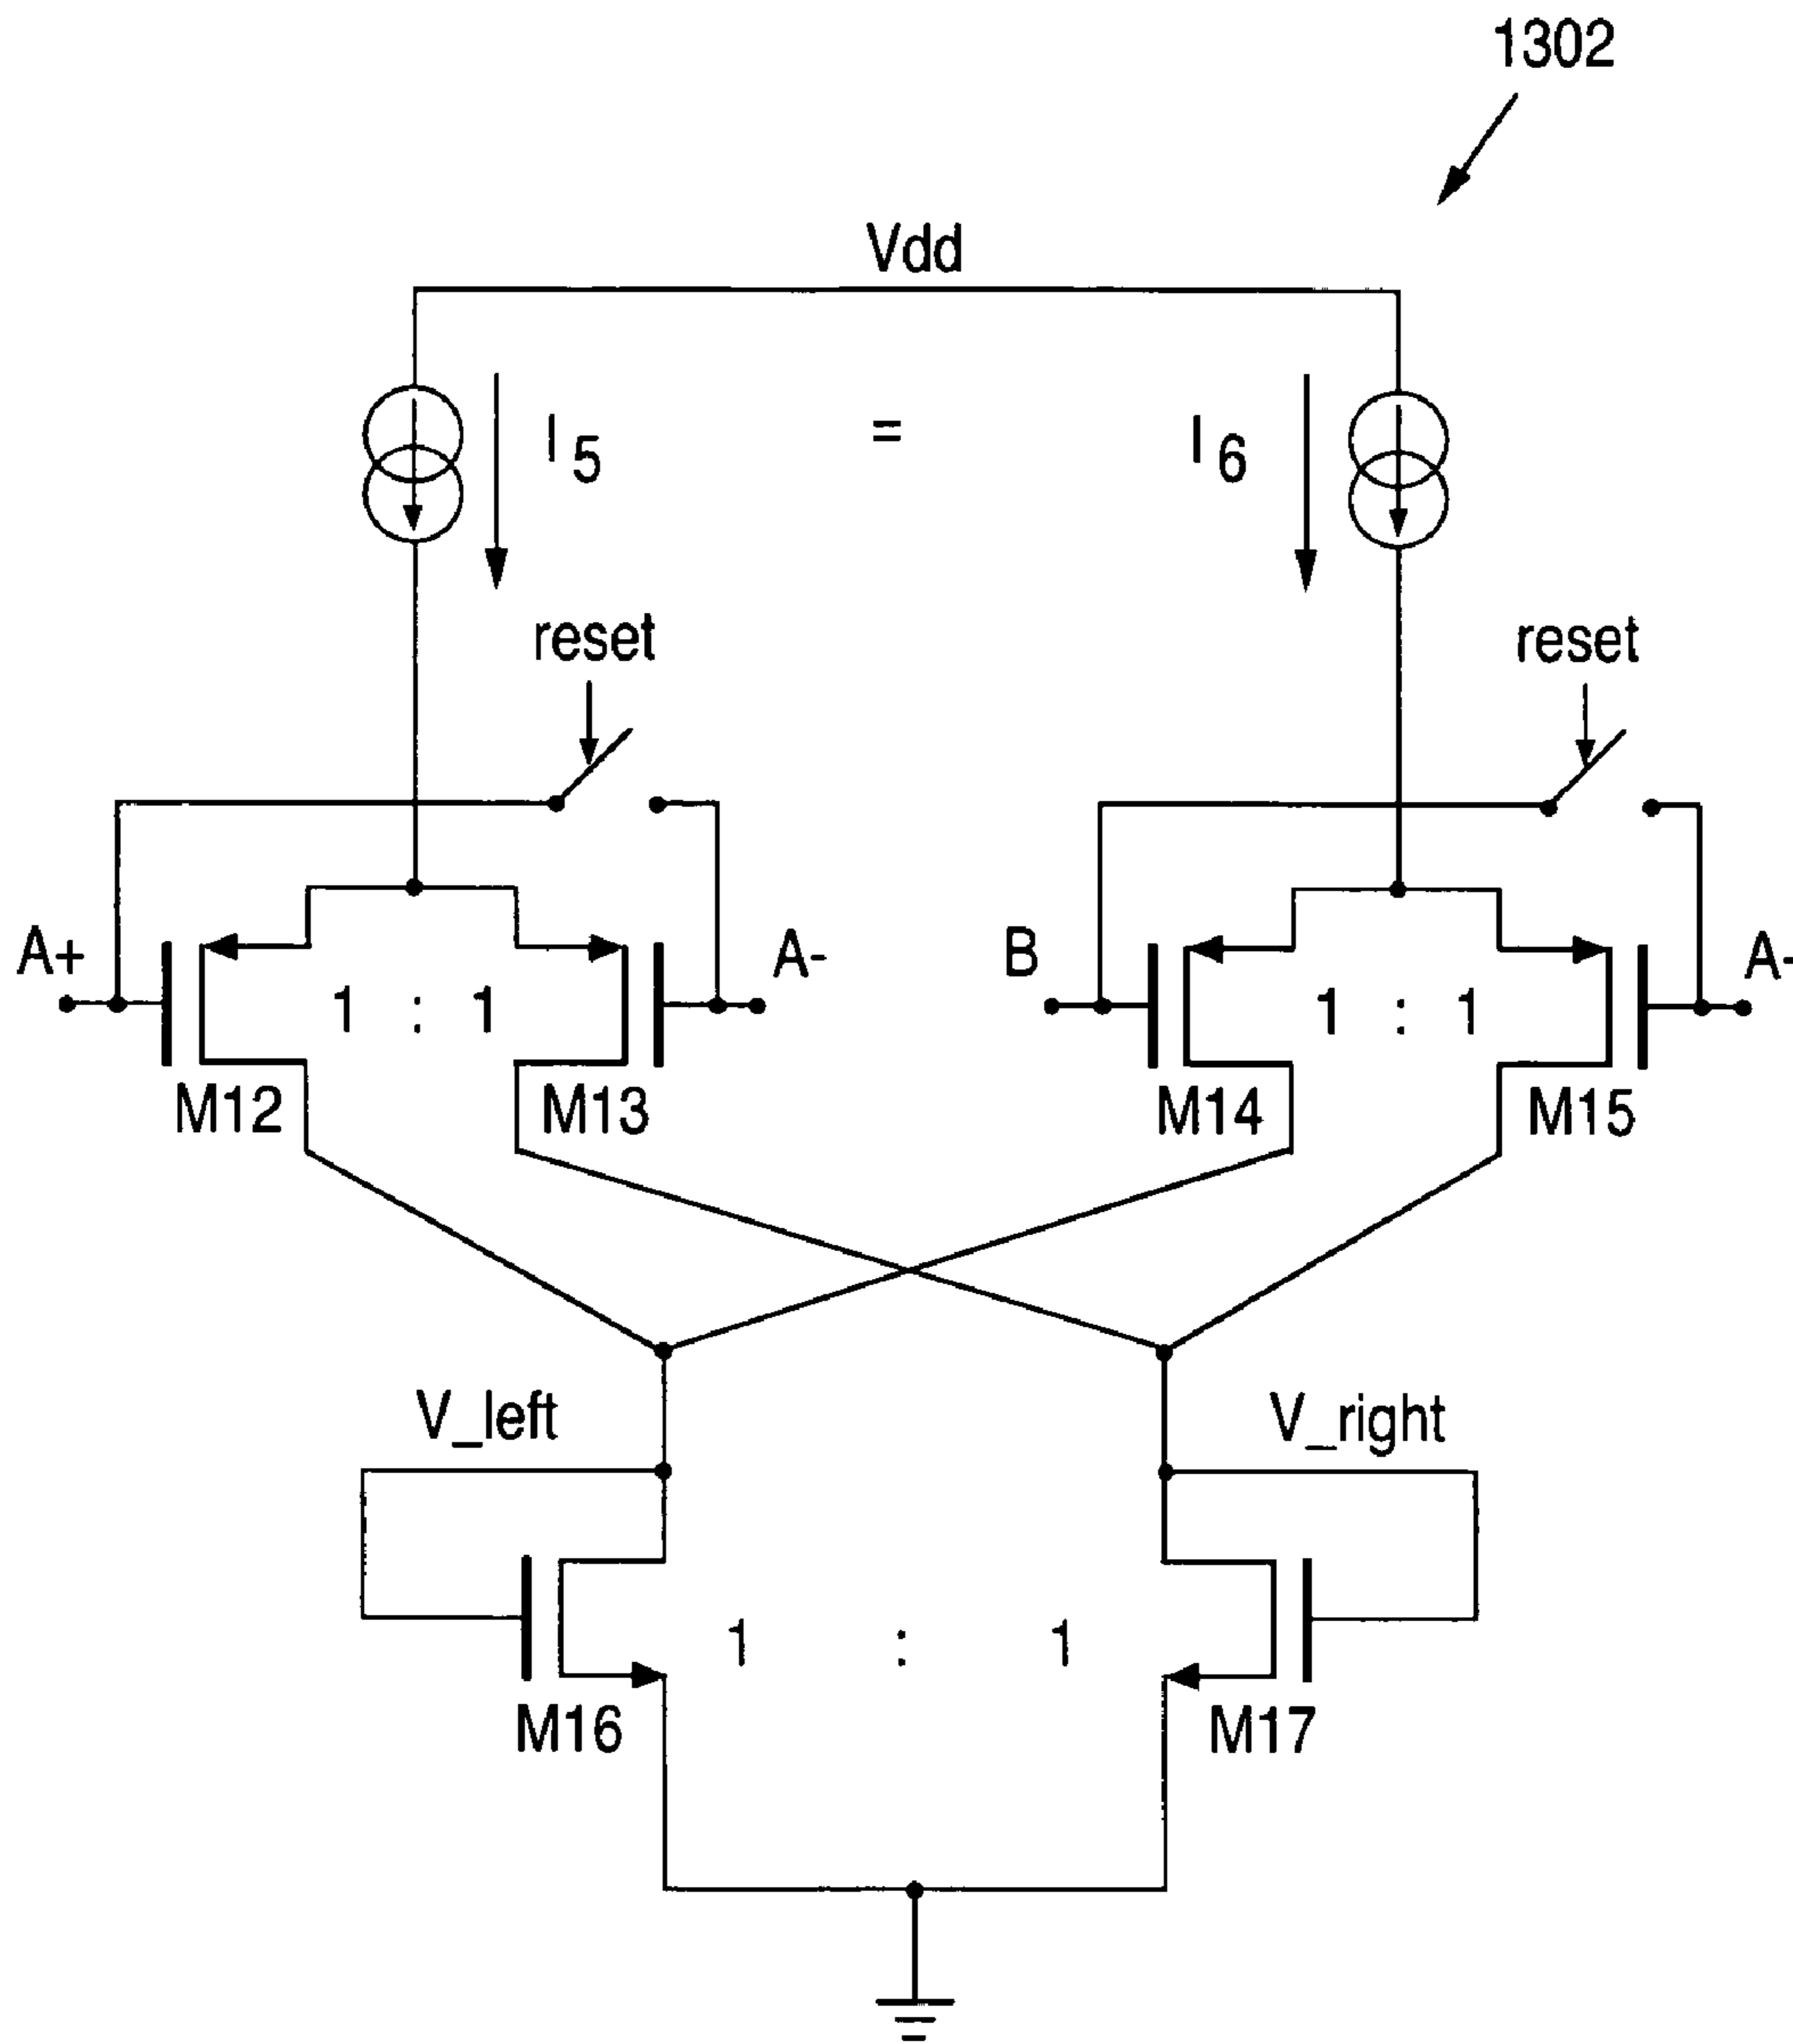 1302
Vdd
I5 = I6
reset reset
A+ A- B A-
1 : 1 1 : 1
M12 M13 M14 M15
V_left V_right
1 : 1
M16 M17